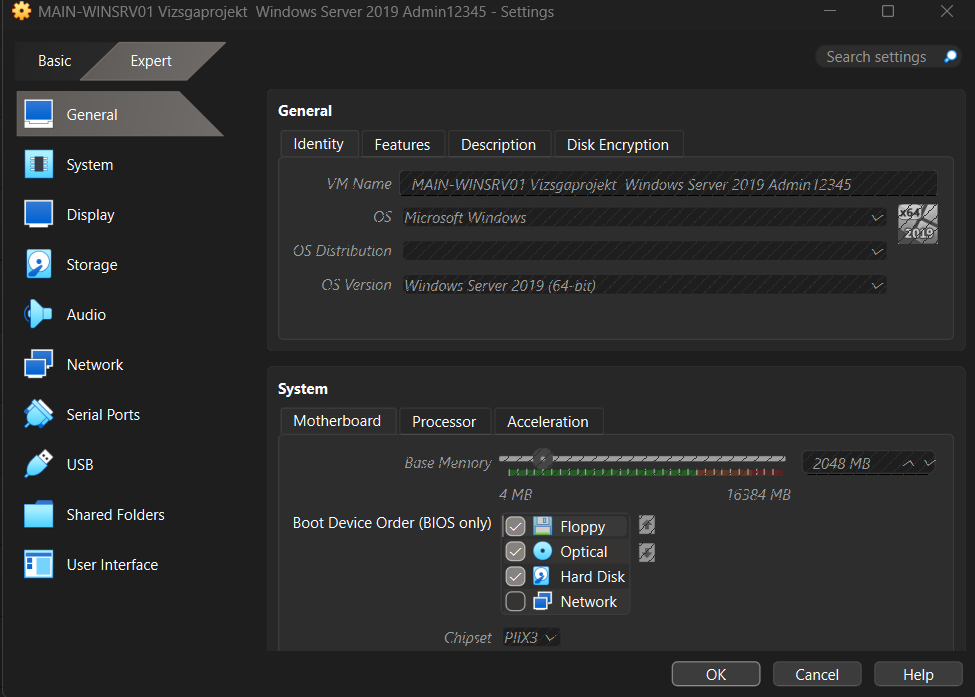 MAIN-WINSRV01 Vizsgaprojekt  Windows Server 2019 Admin12345 - Settings
Basic
Expert
Search settings
General
System
Display
Storage
Audio
Network
Serial Ports
USB
Shared Folders
User Interface
General
Identity
Features
Description
Disk Encryption
VM Name
MAIN-WINSRV01 Vizsgaprojekt  Windows Server 2019 Admin12345
OS
Microsoft Windows
x64
2019
OS Distribution
OS Version
Windows Server 2019 (64-bit)
System
Motherboard
Processor
Acceleration
Base Memory
2048 MB
4 MB
16384 MB
Boot Device Order (BIOS only)
Floppy
Optical
Hard Disk
Network
Chipset
PIIX3
OK
Cancel
Help